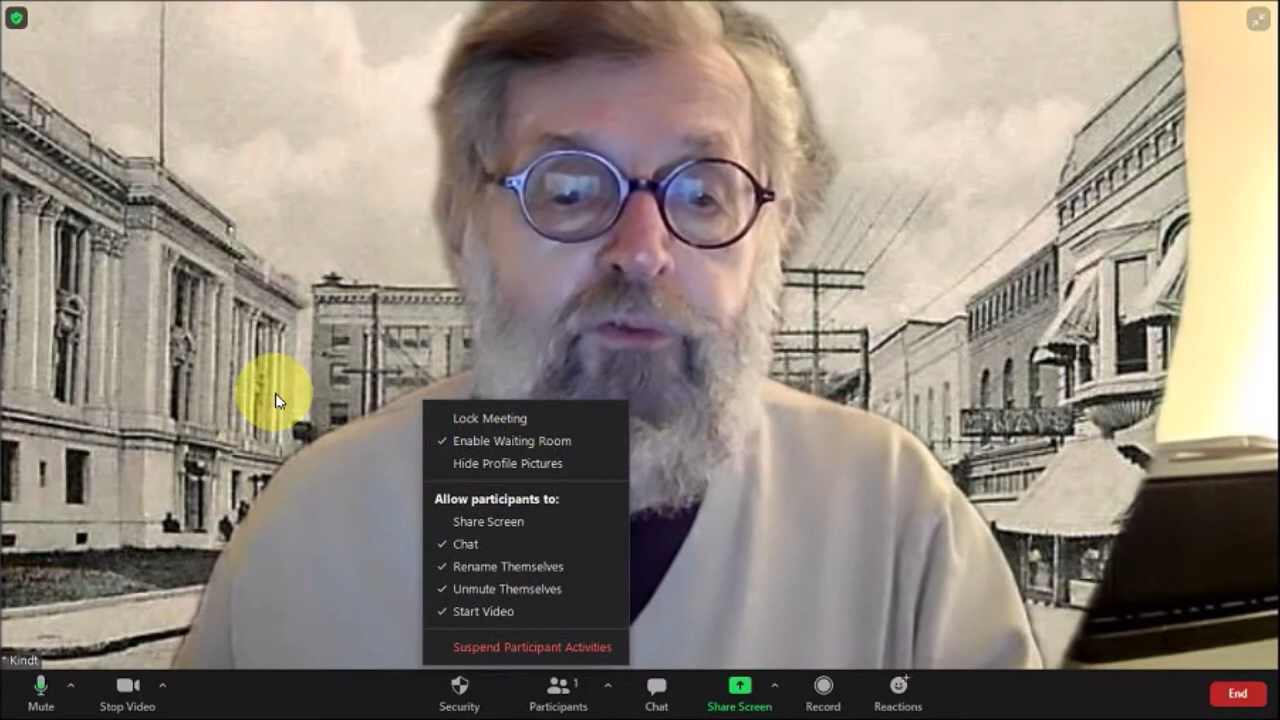 Lock Meeting
✓ Enable Waiting Room
Hide Profile Pictures
Allow participants to:
Share Screen
✓ Chat
✓ Rename Themselves
✓ Unmute Themselves
✓ Start Video
Suspend Participant Activities
* Kindt
1
Mute Stop Video Security Participants Chat Share Screen Record Reactions End